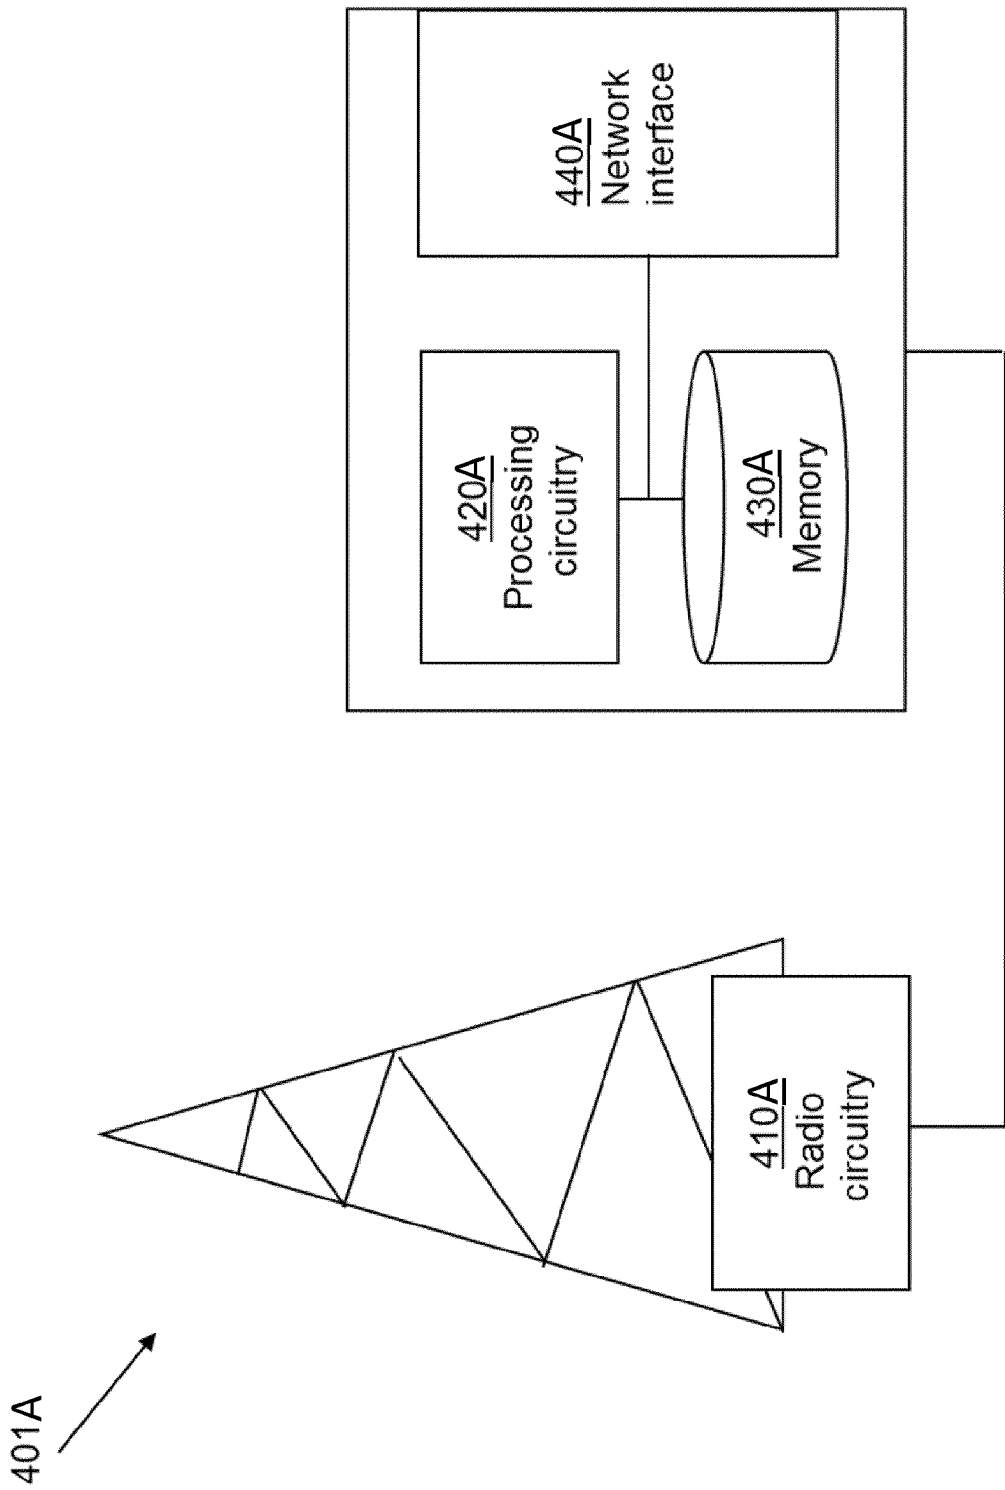 401A
410A
Radio
circuitry
420A
Processing
circuitry
430A
Memory
440A
Network
interface